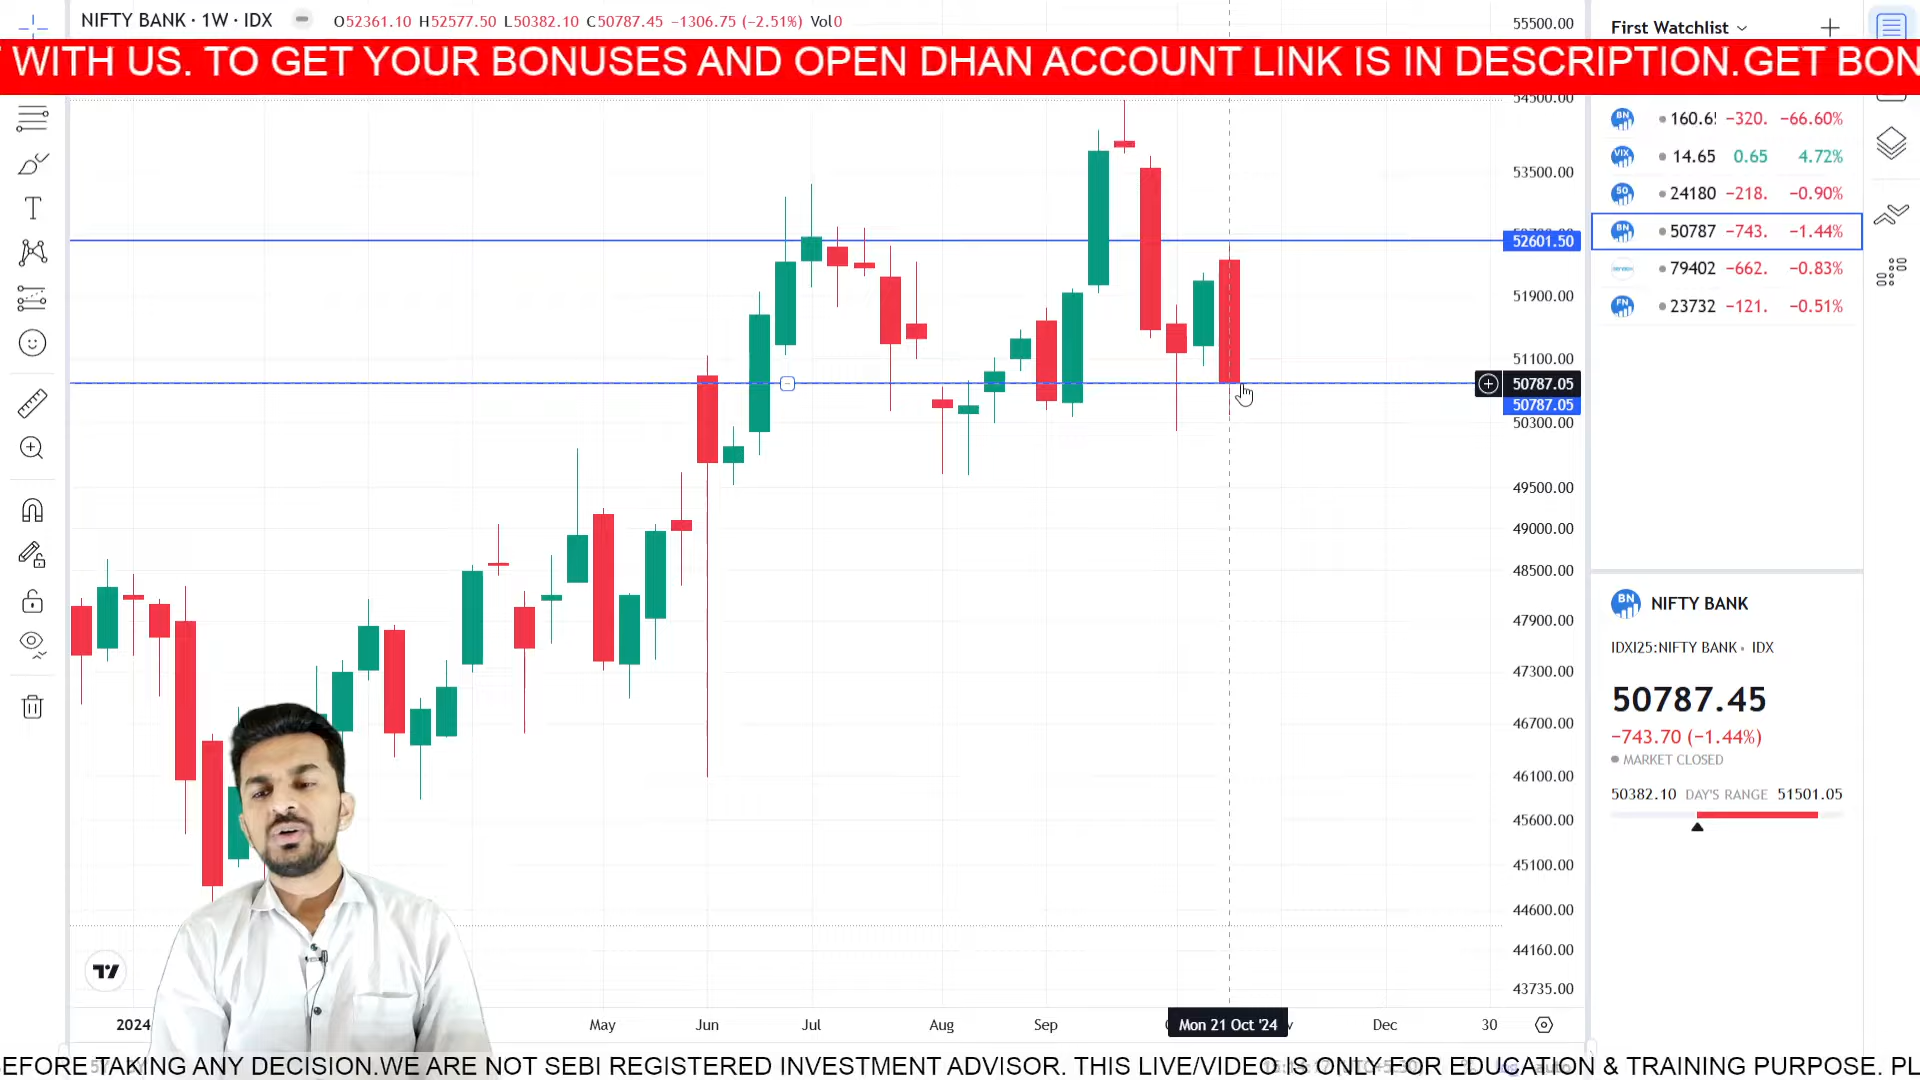 NIFTY BANK · 1W · IDX
O52361.10 H52577.50 L50382.10 C50787.45 −1306.75 (−2.51%) Vol0
55500.00
First Watchlist
WITH US. TO GET YOUR BONUSES AND OPEN DHAN ACCOUNT LINK IS IN DESCRIPTION.GET BON
54500.00
BN 160.6 −320. −66.60%
VIX 14.65 0.65 4.72%
50 24180 −218. −0.90%
BN 50787 −743. −1.44%
79402 −662. −0.83%
FN 23732 −121. −0.51%
53500.00
52601.50
51900.00
51100.00
50787.05
50787.05
50300.00
49500.00
49000.00
48500.00
47900.00
47300.00
46700.00
46100.00
45600.00
45100.00
44600.00
44160.00
43735.00
BN NIFTY BANK
IDXI25:NIFTY BANK • IDX
50787.45
−743.70 (−1.44%)
MARKET CLOSED
50382.10 DAY'S RANGE 51501.05
2024 May Jun Jul Aug Sep Mon 21 Oct '24 Dec 30
EFORE TAKING ANY DECISION.WE ARE NOT SEBI REGISTERED INVESTMENT ADVISOR. THIS LIVE/VIDEO IS ONLY FOR EDUCATION & TRAINING PURPOSE. PL